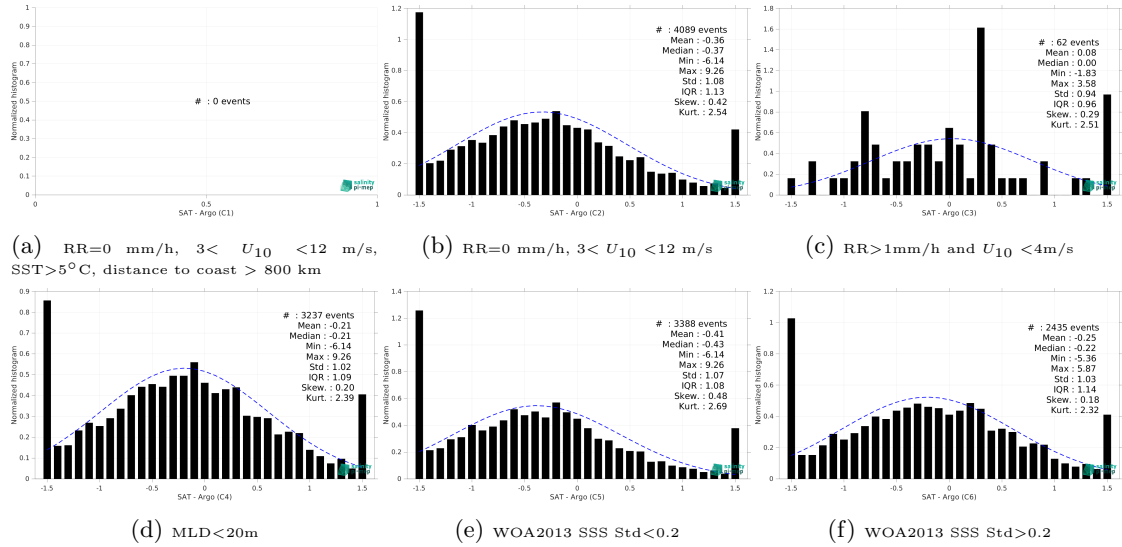 1
0.9
0.8
0.7
0.6
0.5
0.4
0.3
0.2
0.1
0
Normalized histogram
# : 0 events
salinity
pi-mep
0 0.5 1
SAT - Argo (C1)
(a) RR=0 mm/h, 3< U10 <12 m/s,
SST>5°C, distance to coast > 800 km
1.2
1
0.8
0.6
0.4
0.2
0
Normalized histogram
# : 4089 events
Mean : -0.36
Median : -0.37
Min : -6.14
Max : 9.26
Std : 1.08
IQR : 1.13
Skew. : 0.42
Kurt. : 2.54
salinity
pi-mep
-1.5 -1 -0.5 0 0.5 1 1.5
SAT - Argo (C2)
(b) RR=0 mm/h, 3< U10 <12 m/s
1.8
1.6
1.4
1.2
1
0.8
0.6
0.4
0.2
0
Normalized histogram
# : 62 events
Mean : 0.08
Median : 0.00
Min : -1.83
Max : 3.58
Std : 0.94
IQR : 0.96
Skew. : 0.29
Kurt. : 2.51
salinity
pi-mep
-1.5 -1 -0.5 0 0.5 1 1.5
SAT - Argo (C3)
(c) RR>1mm/h and U10 <4m/s
0.9
0.8
0.7
0.6
0.5
0.4
0.3
0.2
0.1
0
Normalized histogram
# : 3237 events
Mean : -0.21
Median : -0.21
Min : -6.14
Max : 9.26
Std : 1.02
IQR : 1.09
Skew. : 0.20
Kurt. : 2.39
salinity
pi-mep
-1.5 -1 -0.5 0 0.5 1 1.5
SAT - Argo (C4)
(d) MLD<20m
1.4
1.2
1
0.8
0.6
0.4
0.2
0
Normalized histogram
# : 3388 events
Mean : -0.41
Median : -0.43
Min : -6.14
Max : 9.26
Std : 1.07
IQR : 1.08
Skew. : 0.48
Kurt. : 2.69
salinity
pi-mep
-1.5 -1 -0.5 0 0.5 1 1.5
SAT - Argo (C5)
(e) WOA2013 SSS Std<0.2
1.2
1
0.8
0.6
0.4
0.2
0
Normalized histogram
# : 2435 events
Mean : -0.25
Median : -0.22
Min : -5.36
Max : 5.87
Std : 1.03
IQR : 1.14
Skew. : 0.18
Kurt. : 2.32
salinity
pi-mep
-1.5 -1 -0.5 0 0.5 1 1.5
SAT - Argo (C6)
(f) WOA2013 SSS Std>0.2